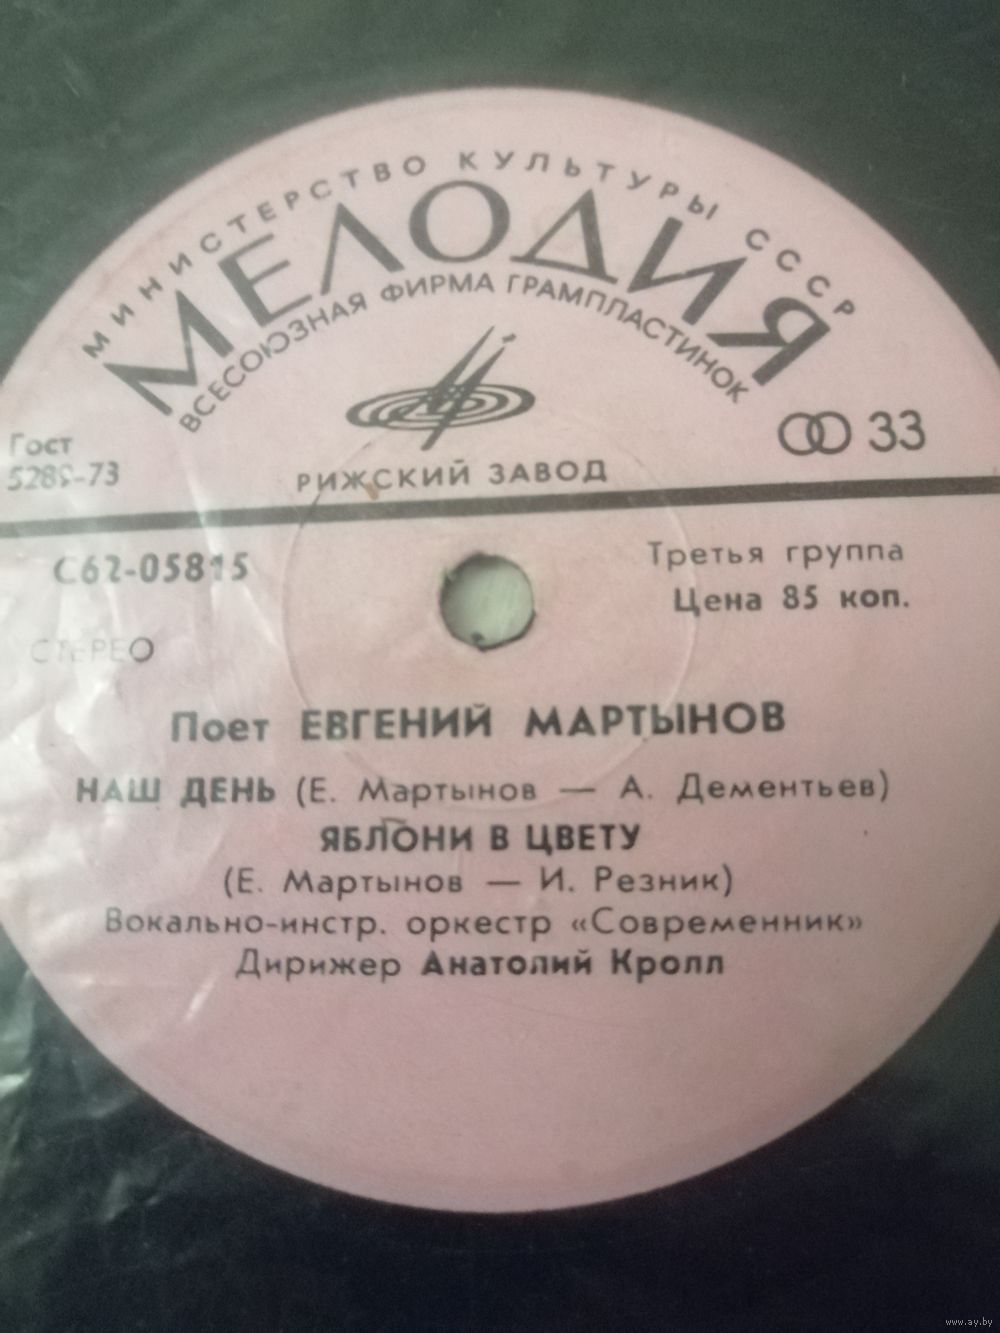 МИНИСТЕРСТВО КУЛЬТУРЫ СССР
МЕЛОДИЯ
ВСЕСОЮЗНАЯ ФИРМА ГРАМПЛАСТИНОК
33
Гост
5289-73
РИЖСКИЙ ЗАВОД
С62-05815
Третья группа
Цена 85 коп.
СТЕРЕО
Поет ЕВГЕНИЙ МАРТЫНОВ
НАШ ДЕНЬ (Е. Мартынов — А. Дементьев)
ЯБЛОНИ В ЦВЕТУ
(Е. Мартынов — И. Резник)
Вокально-инстр. оркестр «Современник»
Дирижер Анатолий Кролл
www.ay.by